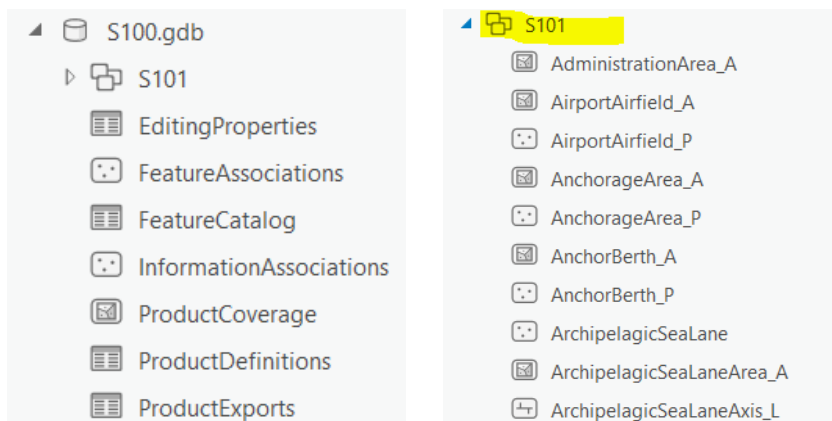 S100.gdb
S101
EditingProperties
FeatureAssociations
FeatureCatalog
InformationAssociations
ProductCoverage
ProductDefinitions
ProductExports
S101
AdministrationArea_A
AirportAirfield_A
AirportAirfield_P
AnchorageArea_A
AnchorageArea_P
AnchorBerth_A
AnchorBerth_P
ArchipelagicSeaLane
ArchipelagicSeaLaneArea_A
ArchipelagicSeaLaneAxis_L